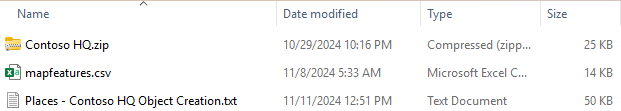 Name Date modified Type Size
Contoso HQ.zip 10/29/2024 10:16 PM Compressed (zipp... 25 KB
mapfeatures.csv 11/8/2024 5:33 AM Microsoft Excel C... 14 KB
Places - Contoso HQ Object Creation.txt 11/11/2024 12:51 PM Text Document 50 KB